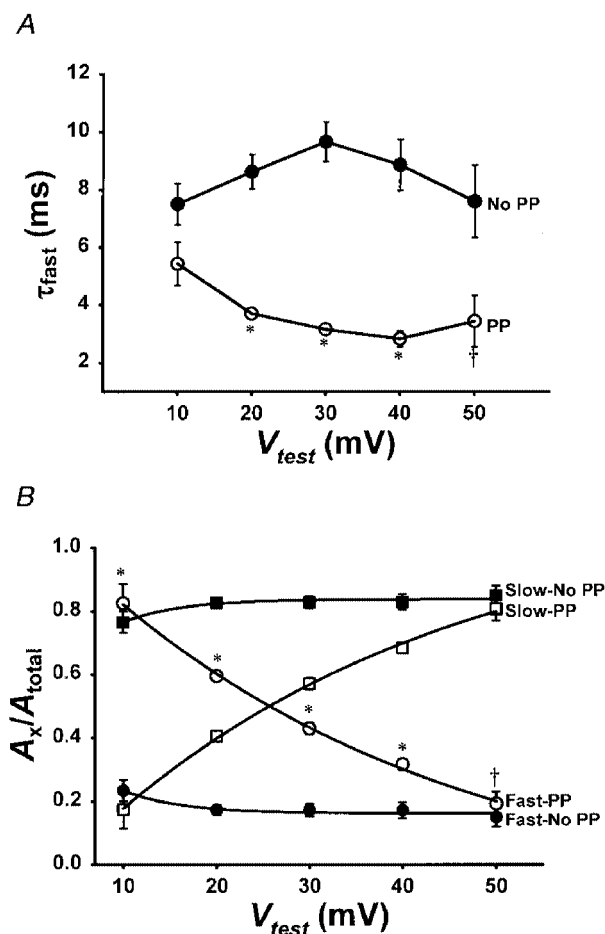 A
τfast (ms)
12
10
8
6
4
2
No PP
PP
*
*
*
†
10
20
30
40
50
Vtest (mV)
B
Ax/Atotal
1.0
0.8
0.6
0.4
0.2
0.0
*
*
*
*
†
Slow-No PP
Slow-PP
Fast-PP
Fast-No PP
10
20
30
40
50
Vtest (mV)